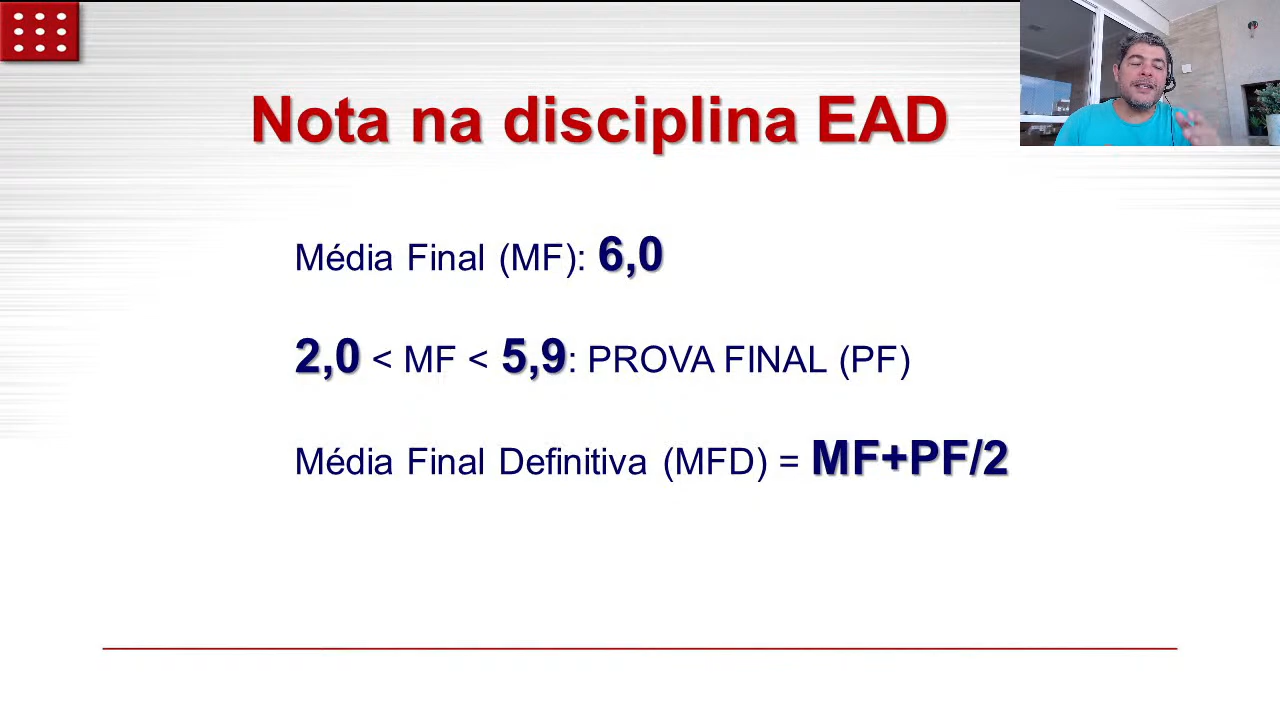 Nota na disciplina EAD
Média Final (MF): 6,0
2,0 < MF < 5,9: PROVA FINAL (PF)
Média Final Definitiva (MFD) = MF+PF/2